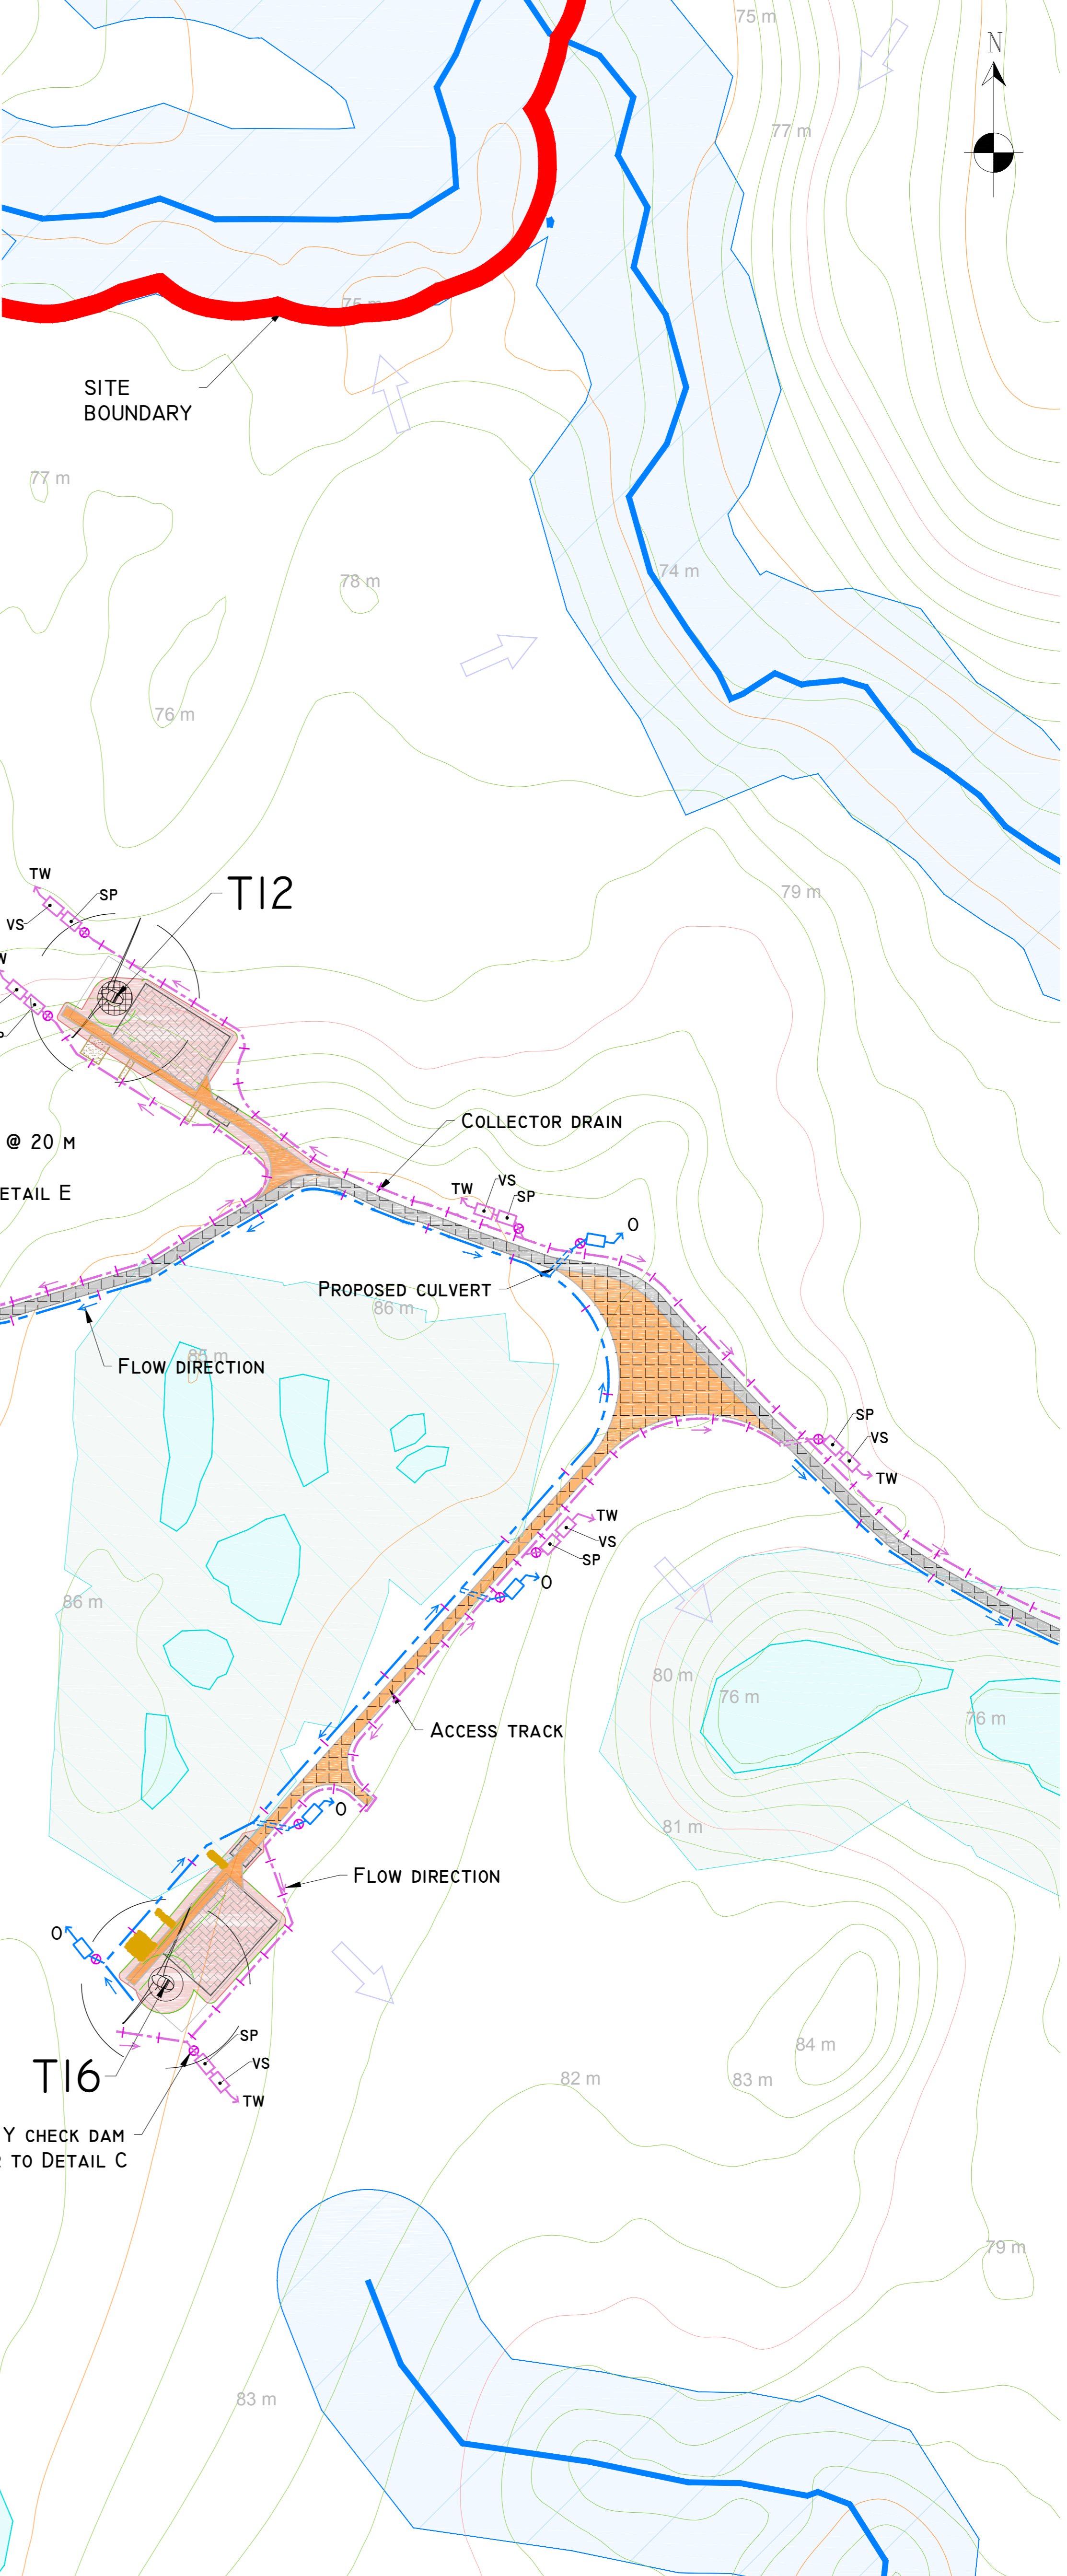 75 m
N
77 m
75 m
SITE
BOUNDARY
77 m
74 m
78 m
76 m
79 m
TW
SP
T12
VS
W
P
COLLECTOR DRAIN
@ 20 M
VS
TW
SP
ETAIL E
O
PROPOSED CULVERT
86 m
85 m
FLOW DIRECTION
SP
VS
TW
TW
VS
SP
O
86 m
80 m
76 m
76 m
ACCESS TRACK
O
81 m
FLOW DIRECTION
O
SP
84 m
VS
T16
82 m
83 m
TW
Y CHECK DAM
TO DETAIL C
79 m
83 m